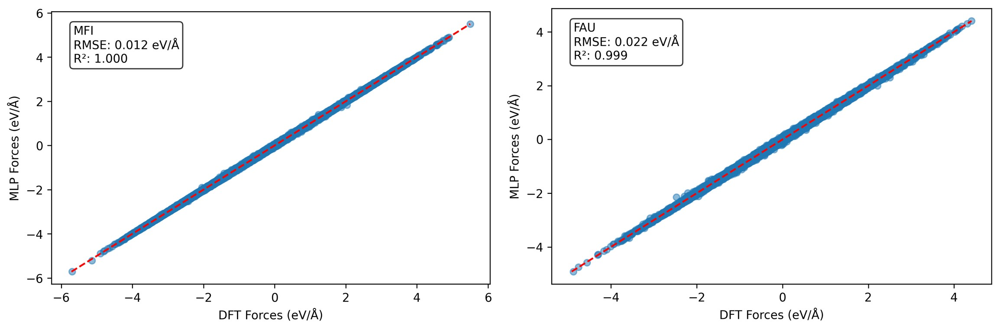 MFI
RMSE: 0.012 eV/Å
R²: 1.000
6
4
2
0
−2
−4
−6
MLP Forces (eV/Å)
−6 −4 −2 0 2 4 6
DFT Forces (eV/Å)
FAU
RMSE: 0.022 eV/Å
R²: 0.999
4
2
0
−2
−4
MLP Forces (eV/Å)
−4 −2 0 2 4
DFT Forces (eV/Å)